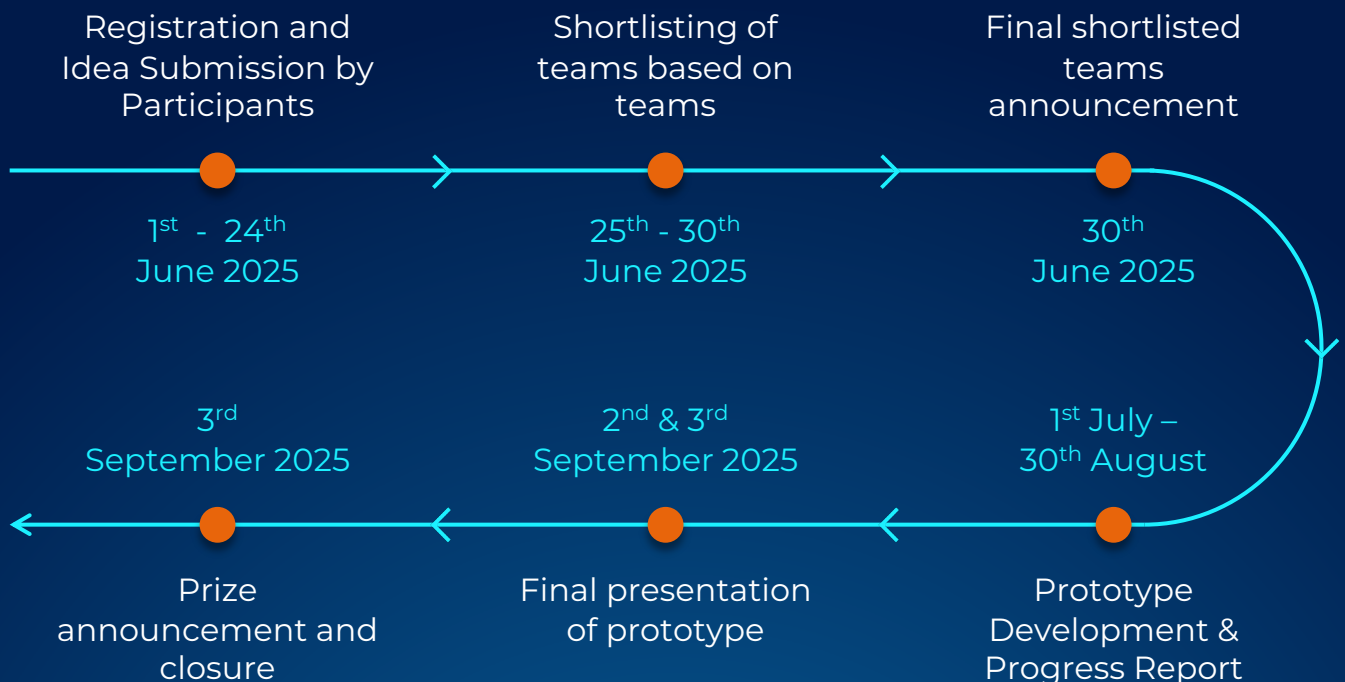 Registration and
Idea Submission by
Participants
1st - 24th
June 2025
Shortlisting of
teams based on
teams
25th - 30th
June 2025
Final shortlisted
teams
announcement
30th
June 2025
1st July –
30th August
Prototype
Development &
Progress Report
2nd & 3rd
September 2025
Final presentation
of prototype
3rd
September 2025
Prize
announcement and
closure